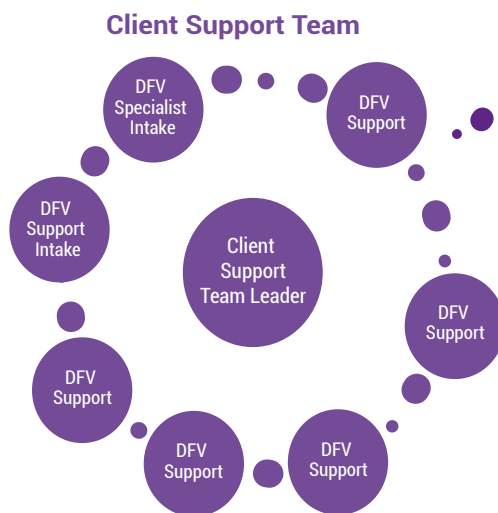 Client Support Team
DFV
Specialist
Intake
DFV
Support
DFV
Support
Intake
Client
Support
Team Leader
DFV
Support
DFV
Support
DFV
Support
DFV
Support